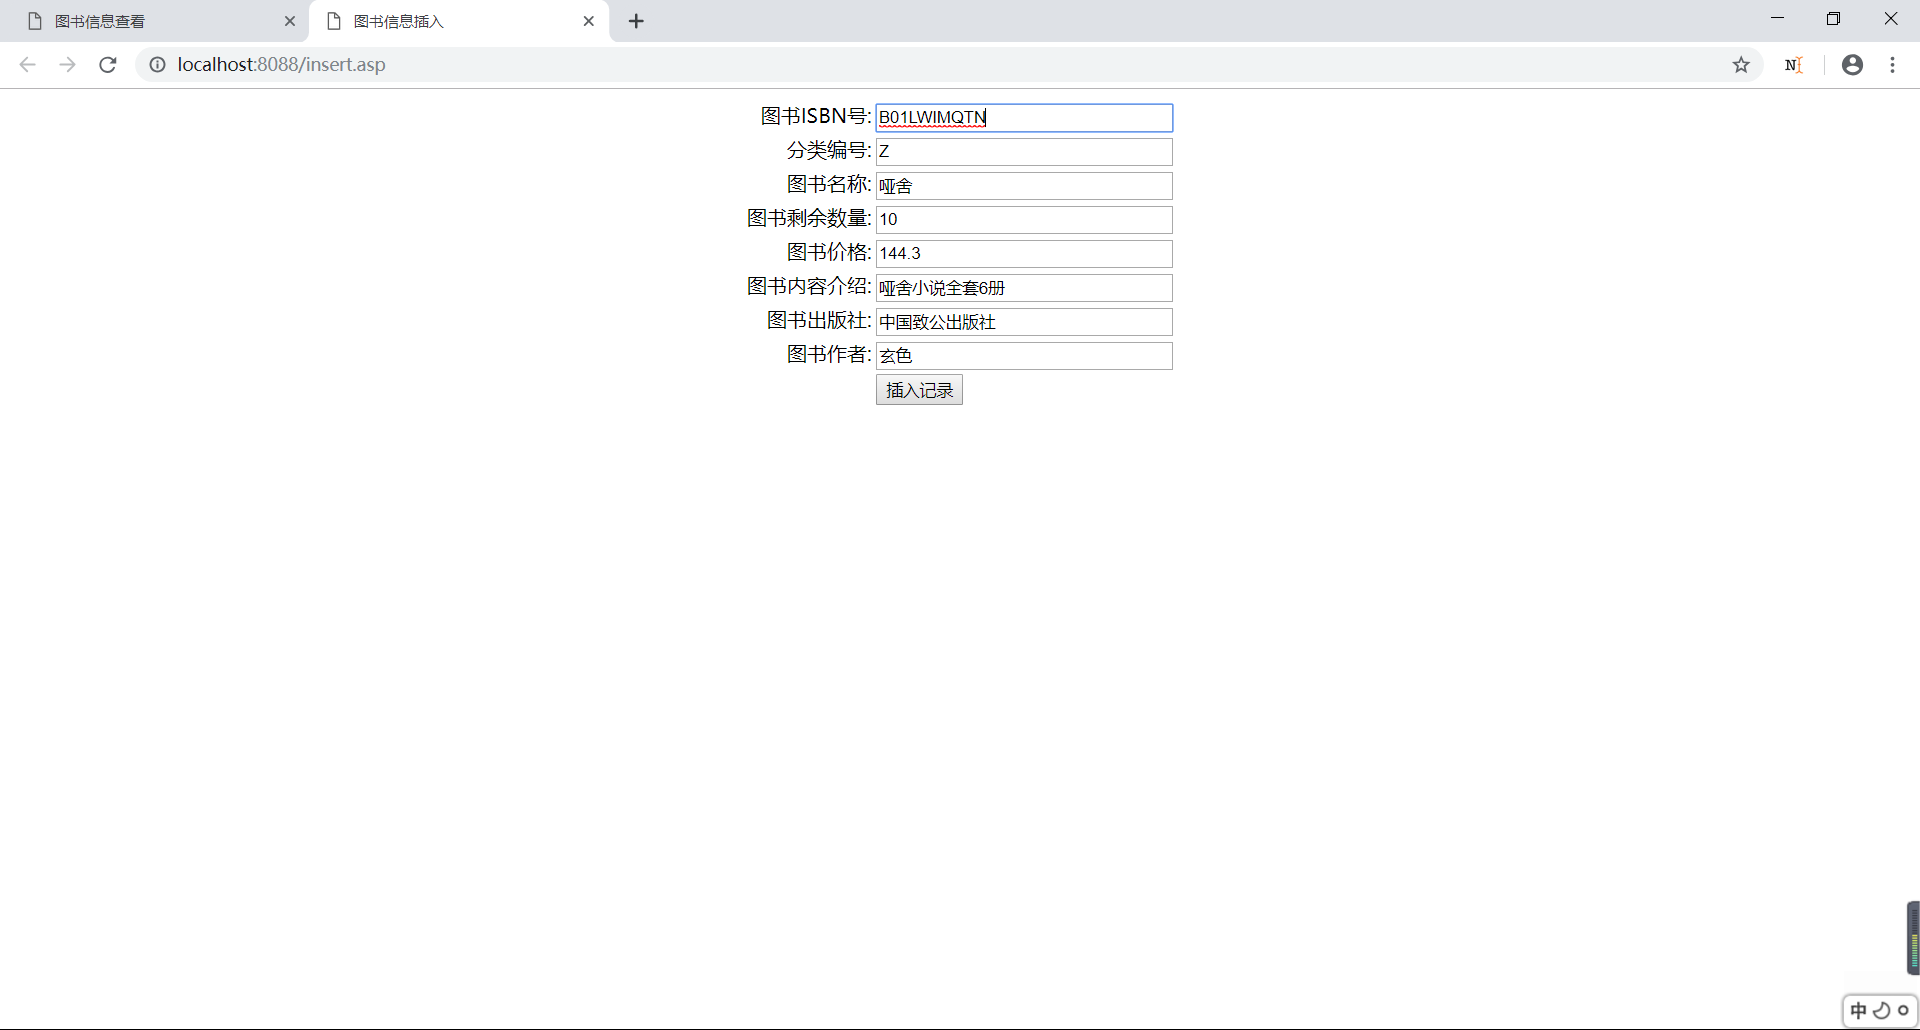 图书信息查看
图书信息插入
localhost:8088/insert.asp
N
图书ISBN号: B01LWIMQTN
分类编号: Z
图书名称: 哑舍
图书剩余数量: 10
图书价格: 144.3
图书内容介绍: 哑舍小说全套6册
图书出版社: 中国致公出版社
图书作者: 玄色
插入记录
中